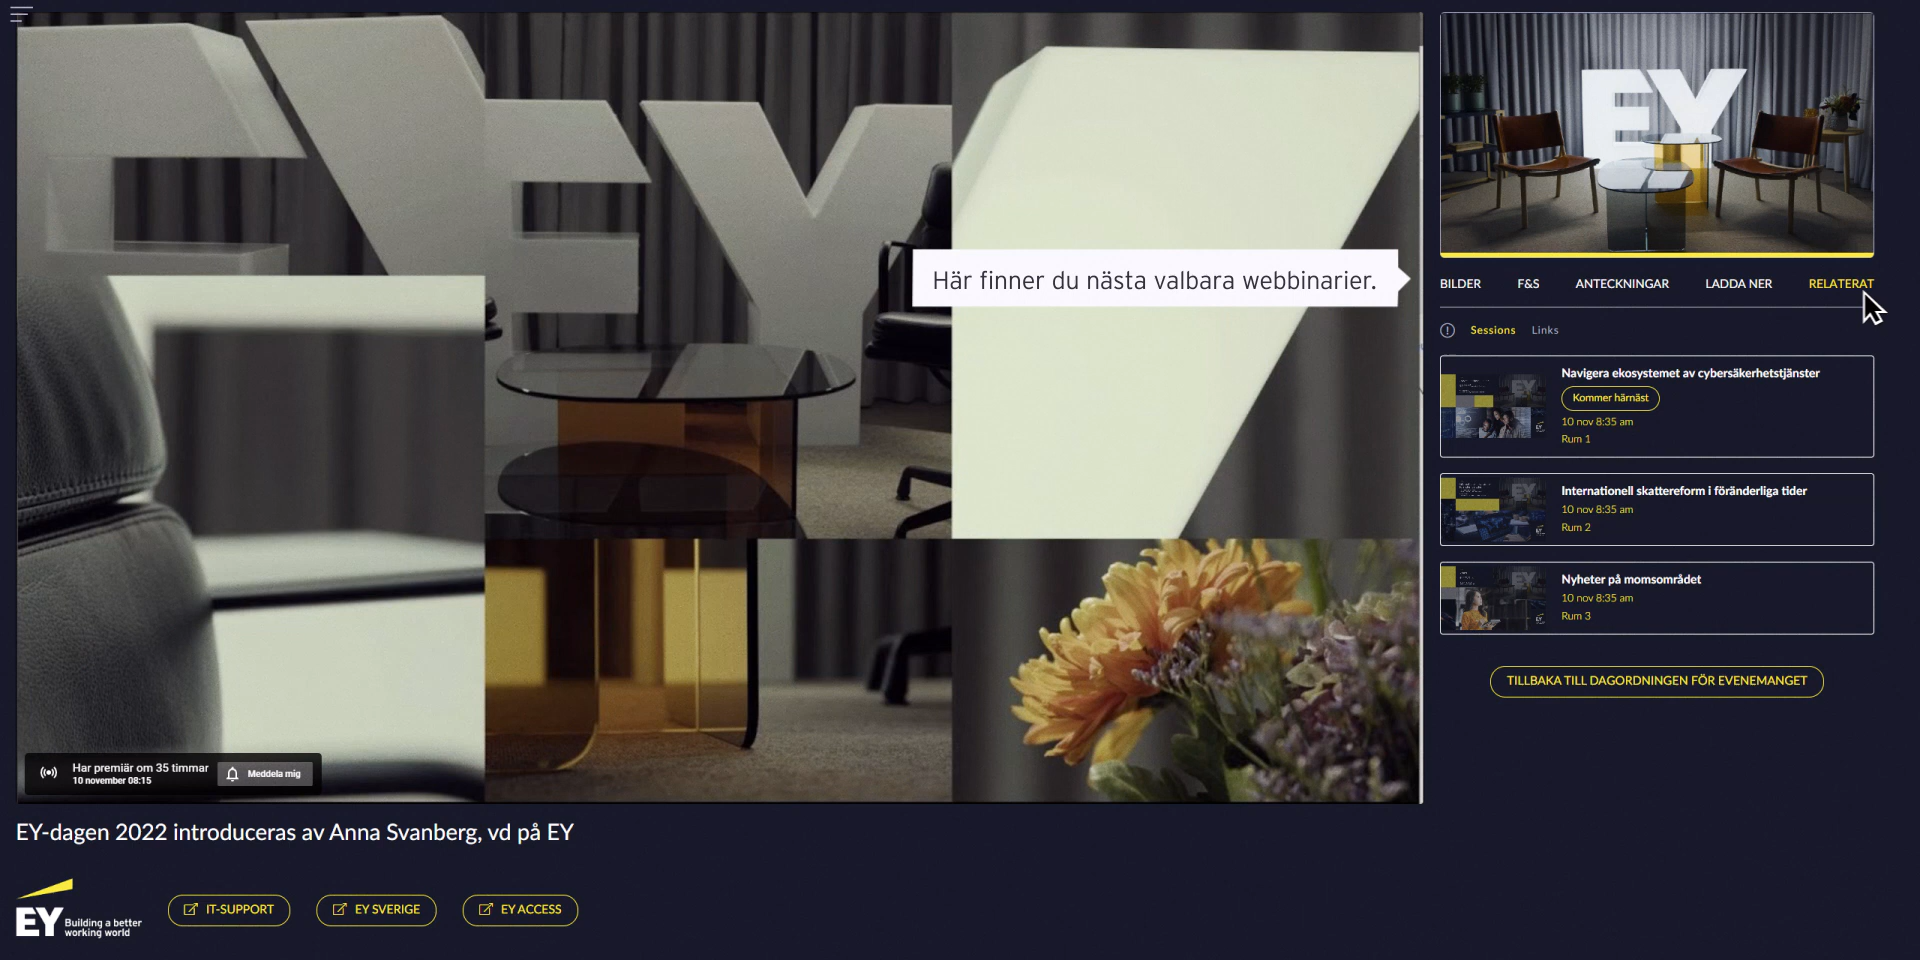 Här finner du nästa valbara webbinarier.
BILDER F&S ANTECKNINGAR LADDA NER RELATERAT
Sessions Links
Navigera ekosystemet av cybersäkerhetstjänster
Kommer härnäst
10 nov 8:35 am
Rum 1
Internationell skattereform i föränderliga tider
10 nov 8:35 am
Rum 2
Nyheter på momsområdet
10 nov 8:35 am
Rum 3
TILLBAKA TILL DAGORDNINGEN FÖR EVENEMANGET
Har premiär om 35 timmar
10 november 08:15
Meddela mig
EY-dagen 2022 introduceras av Anna Svanberg, vd på EY
EY
Building a better
working world
IT-SUPPORT
EY SVERIGE
EY ACCESS
EY
EY
EY